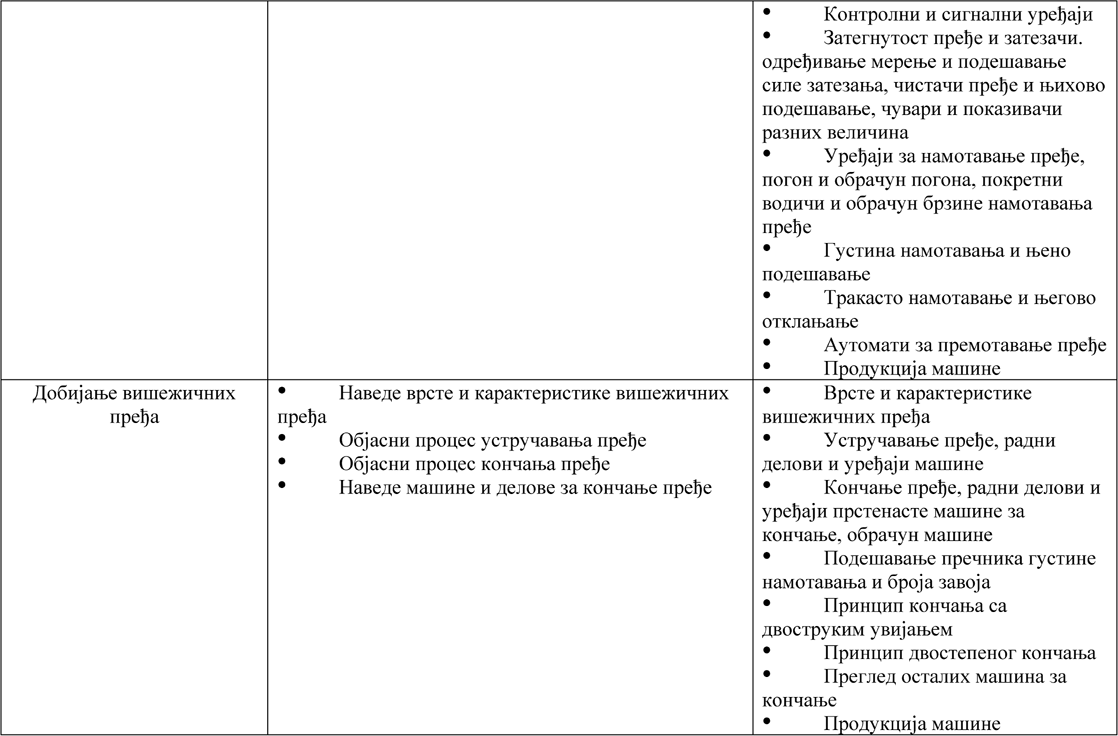 • Контролни и сигнални уређаји
• Затегнутост пређе и затезачи.
одређивање мерење и подешавање
силе затезања, чистачи пређе и њихово
подешавање, чувари и показивачи
разних величина
• Уређаји за намотавање пређе,
погон и обрачун погона, покретни
водичи и обрачун брзине намотавања
пређе
• Густина намотавања и њено
подешавање
• Тракасто намотавање и његово
отклањање
• Аутомати за премотавање пређе
• Продукција машине
Добијање вишежичних
пређа
• Наведе врсте и карактеристике вишежичних
пређа
• Објасни процес устручавања пређе
• Објасни процес кончања пређе
• Наведе машине и делове за кончање пређе
• Врсте и карактеристике
вишежичних пређа
• Устручавање пређе, радни
делови и уређаји машине
• Кончање пређе, радни делови и
уређаји прстенасте машине за
кончање, обрачун машине
• Подешавање пречника густине
намотавања и броја завоја
• Принцип кончања са
двоструким увијањем
• Принцип двостепеног кончања
• Преглед осталих машина за
кончање
• Продукција машине